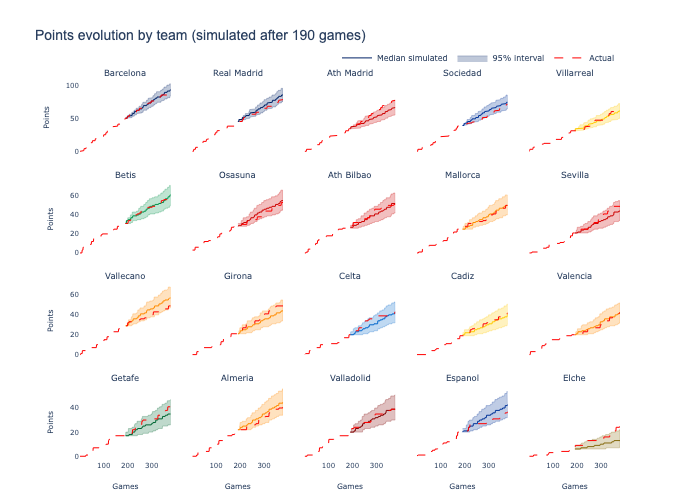 Points evolution by team (simulated after 190 games)
Median simulated 95% interval Actual
Barcelona Real Madrid Ath Madrid Sociedad Villarreal
100
50
0
Points
Betis Osasuna Ath Bilbao Mallorca Sevilla
60
40
20
0
Points
Vallecano Girona Celta Cadiz Valencia
60
40
20
0
Points
Getafe Almeria Valladolid Espanol Elche
40
20
0
Points
100 200 300 100 200 300 100 200 300 100 200 300 100 200 300
Games Games Games Games Games